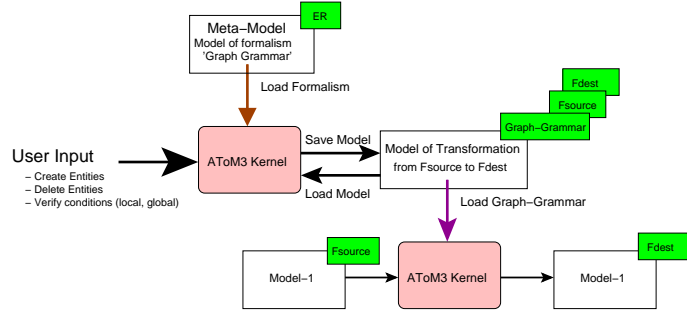 ER
Meta−Model
Model of formalism
'Graph Grammar'
Load Formalism
Fdest
Fsource
Graph−Grammar
Save Model
AToM3 Kernel
Model of Transformation
from Fsource to Fdest
Load Model
User Input
− Create Entities
− Delete Entities
− Verify conditions (local, global)
Load Graph−Grammar
Fsource
Fdest
Model−1
AToM3 Kernel
Model−1